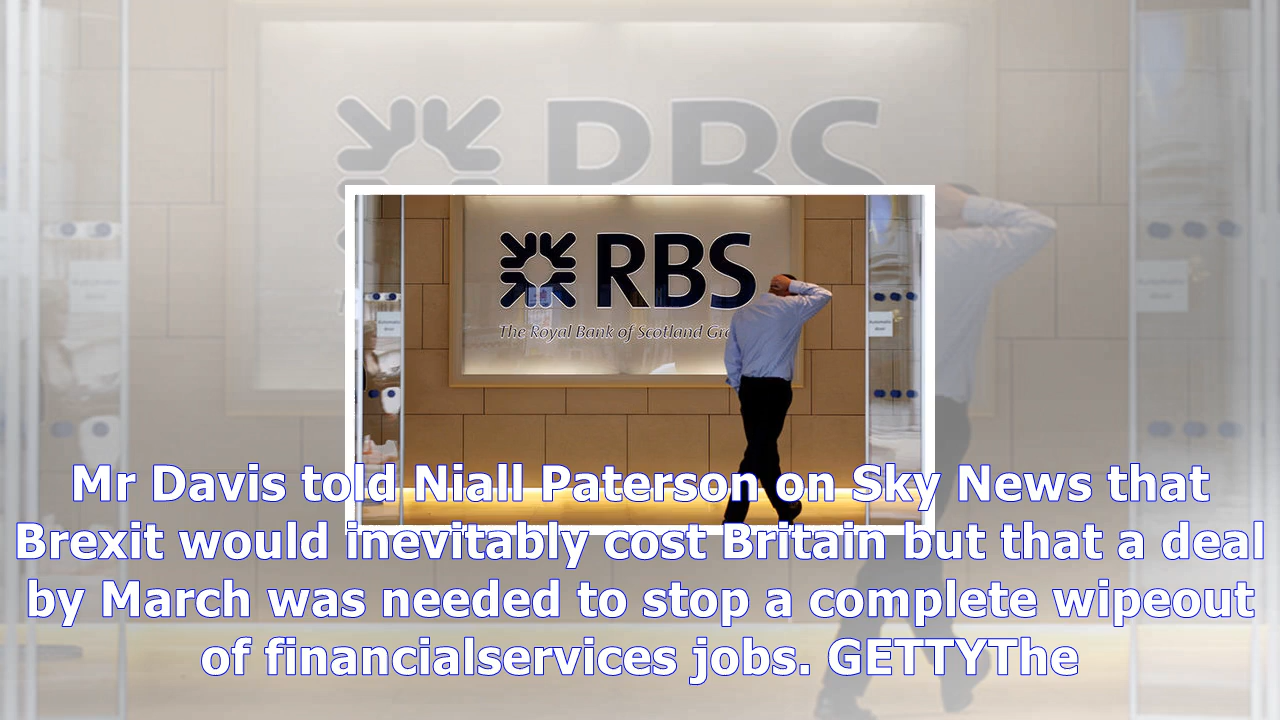 RBS
RBS
The Royal Bank of Scotland Gr
Mr Davis told Niall Paterson on Sky News that
Brexit would inevitably cost Britain but that a deal
by March was needed to stop a complete wipeout
of financialservices jobs. GETTYThe